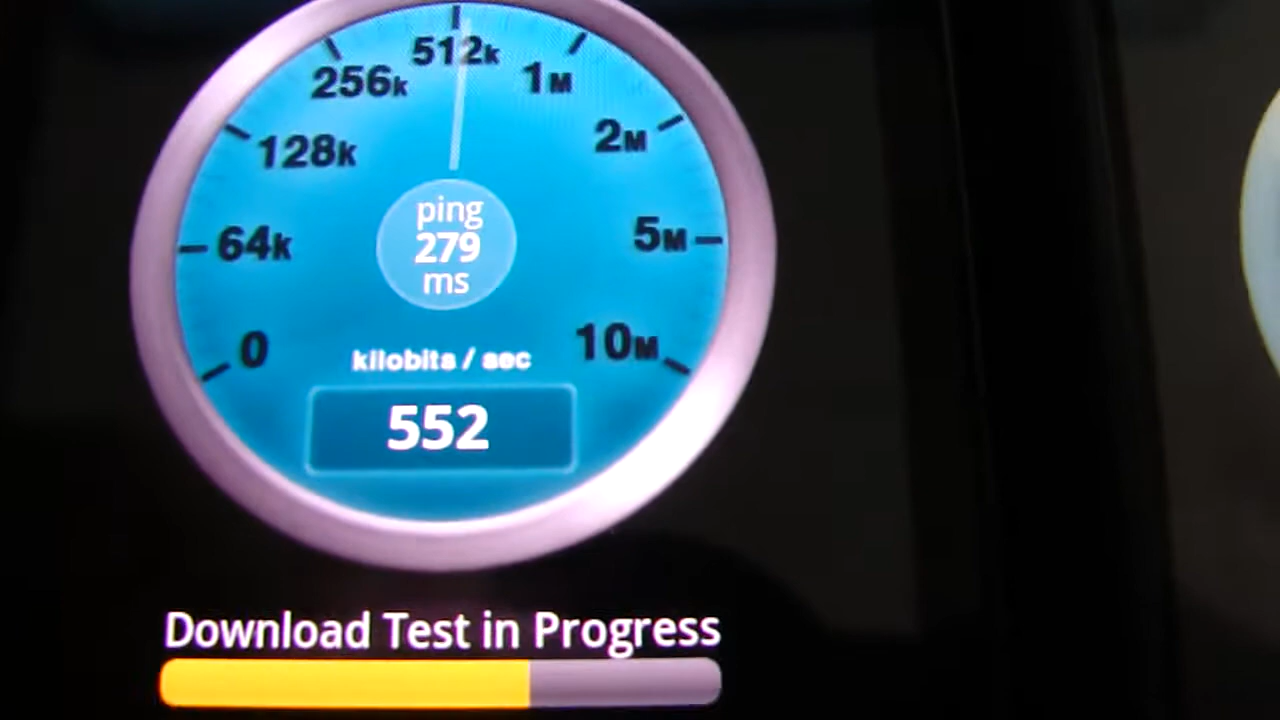 512k
256k
1M
128k
2M
64k
5M
0
10M
ping
279
ms
kilobits / sec
552
Download Test in Progress